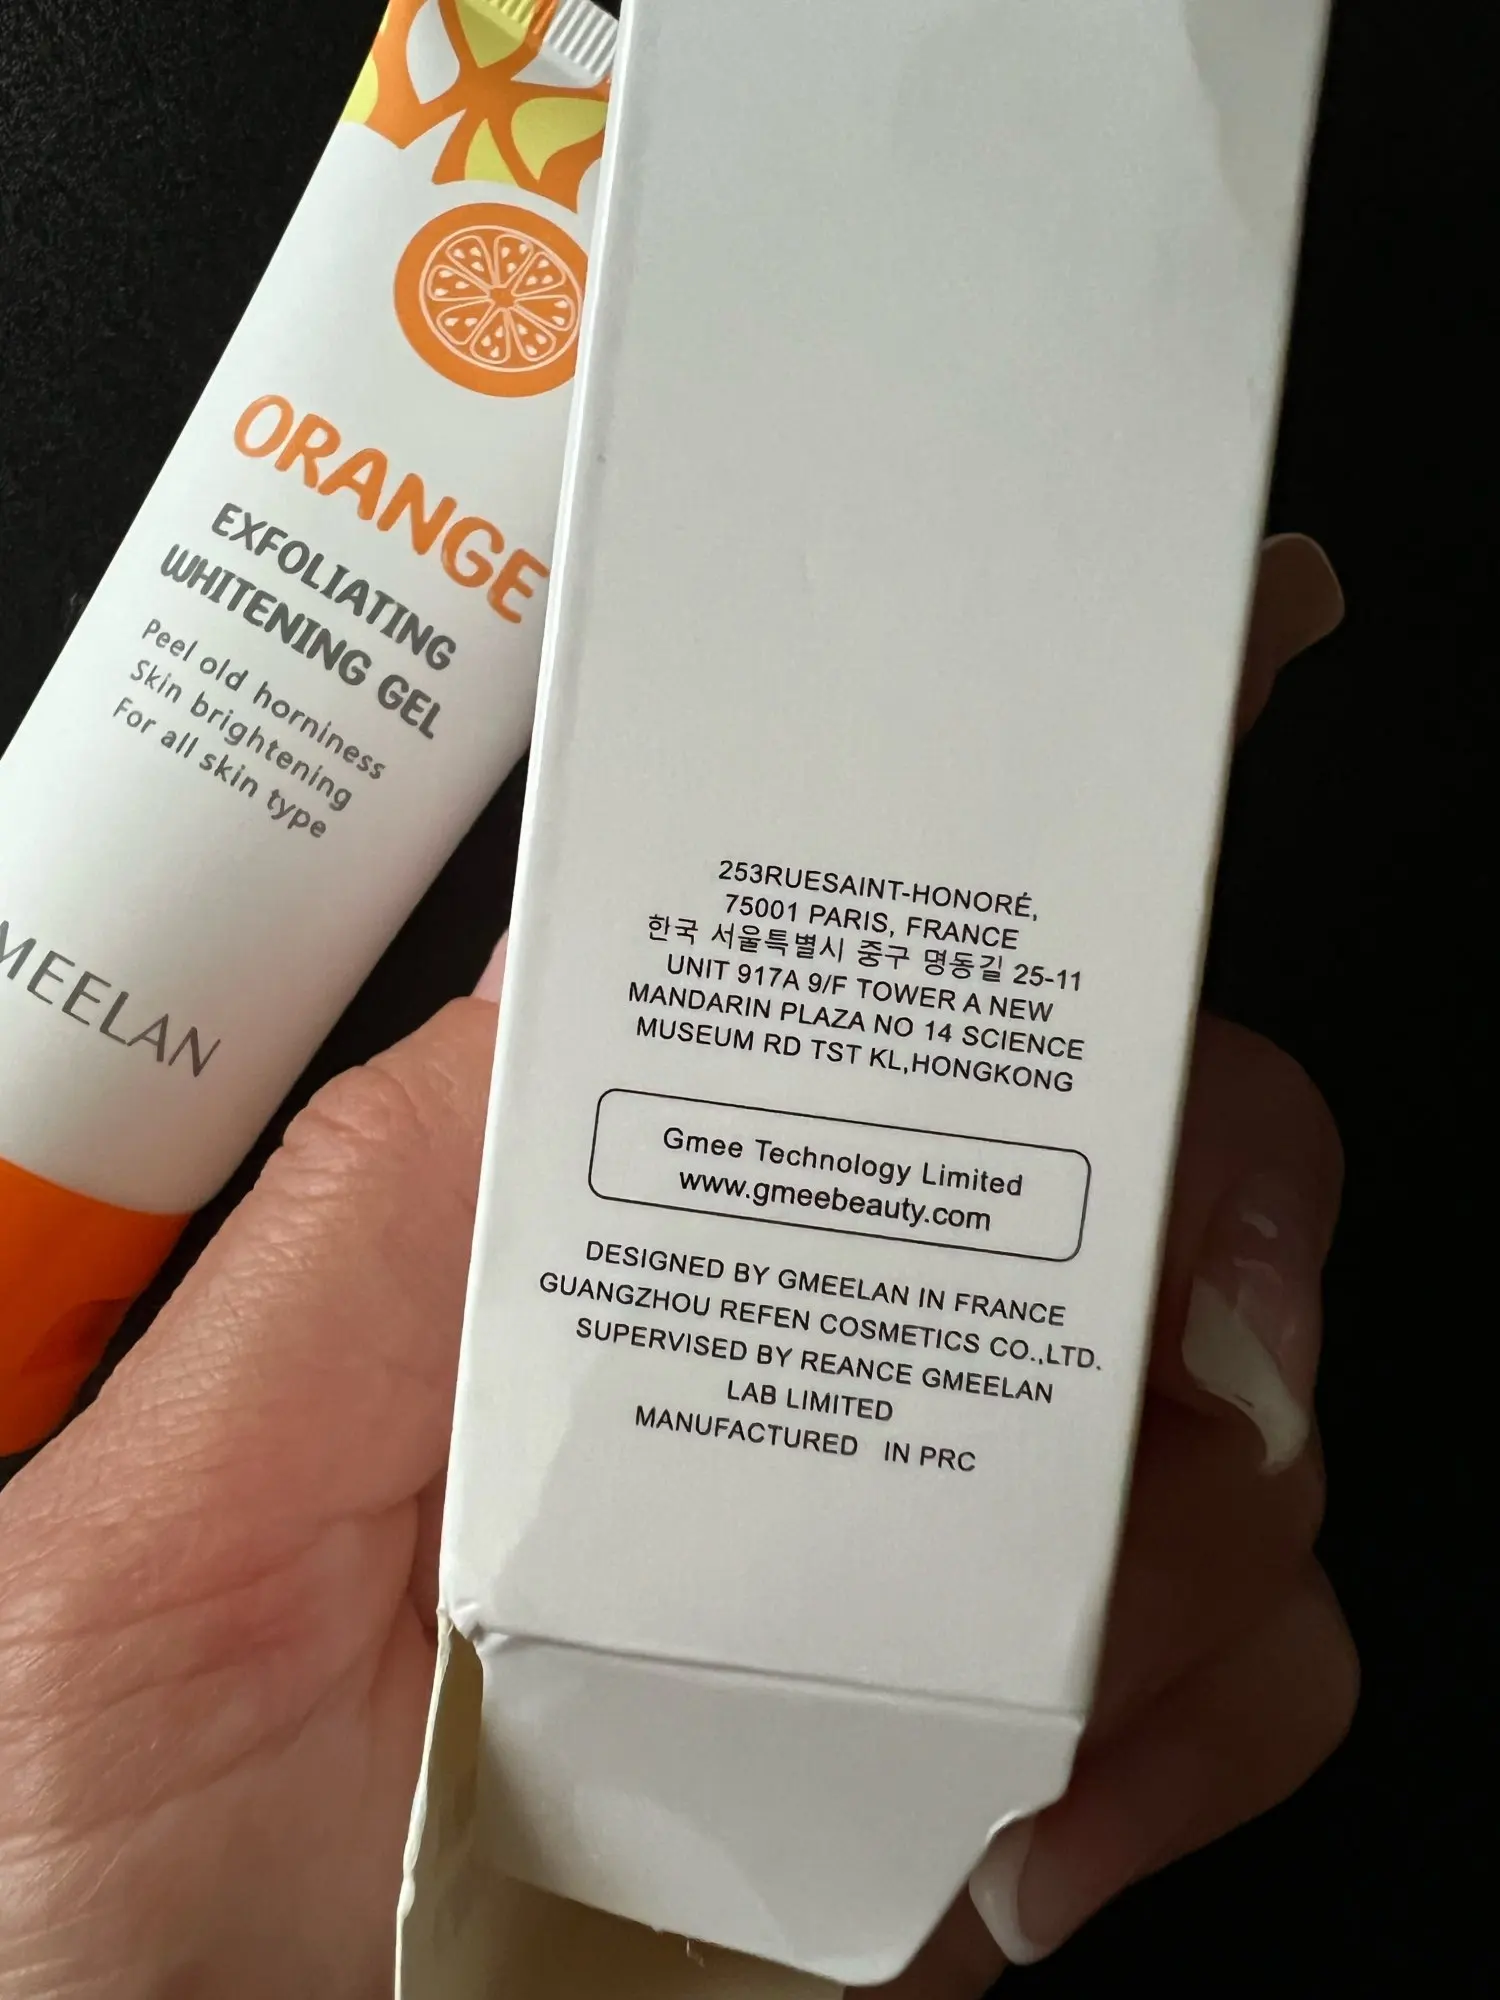 ORANGE
EXFOLIATING
WHITENING GEL
Peel old horniness
Skin brightening
For all skin type
MEELAN
253RUESAINT-HONORÉ,
75001 PARIS, FRANCE
한국 서울특별시 중구 명동길 25-11
UNIT 917A 9/F TOWER A NEW
MANDARIN PLAZA NO 14 SCIENCE
MUSEUM RD TST KL,HONGKONG
Gmee Technology Limited
www.gmeebeauty.com
DESIGNED BY GMEELAN IN FRANCE
GUANGZHOU REFEN COSMETICS CO.,LTD.
SUPERVISED BY REANCE GMEELAN
LAB LIMITED
MANUFACTURED IN PRC